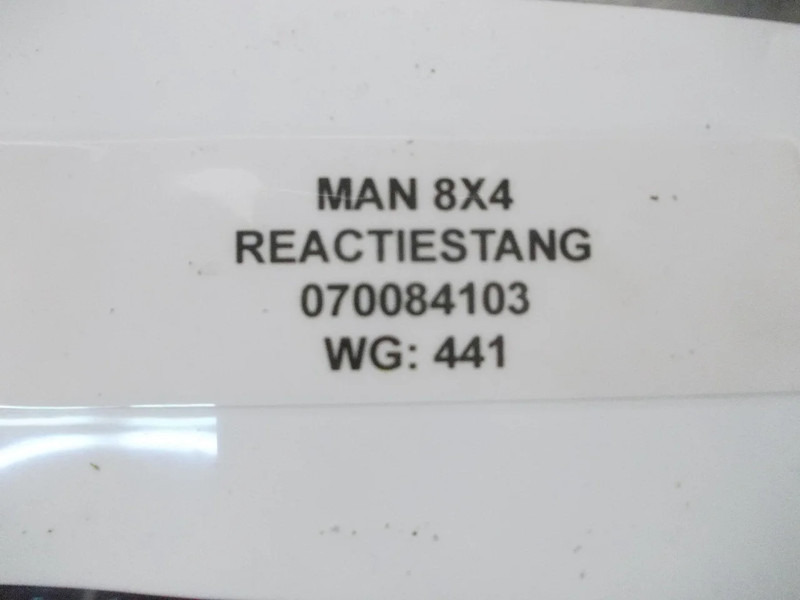 MAN 8X4
REACTIESTANG
070084103
WG: 441